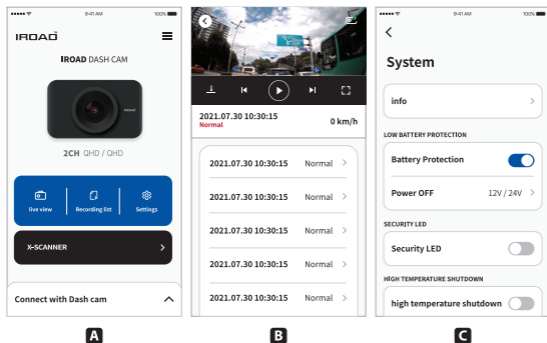 9:41 AM
100%
IROAD
IROAD DASH CAM
2CH QHD / QHD
live view
Recording list
Settings
X-SCANNER
Connect with Dash cam
A
2021.07.30 10:30:15
Normal
0 km/h
2021.07.30 10:30:15 Normal
2021.07.30 10:30:15 Normal
2021.07.30 10:30:15 Normal
2021.07.30 10:30:15 Normal
2021.07.30 10:30:15 Normal
B
9:41 AM
100%
System
info
LOW BATTERY PROTECTION
Battery Protection
Power OFF 12V / 24V
SECURITY LED
Security LED
HIGH TEMPERATURE SHUTDOWN
high temperature shutdown
C